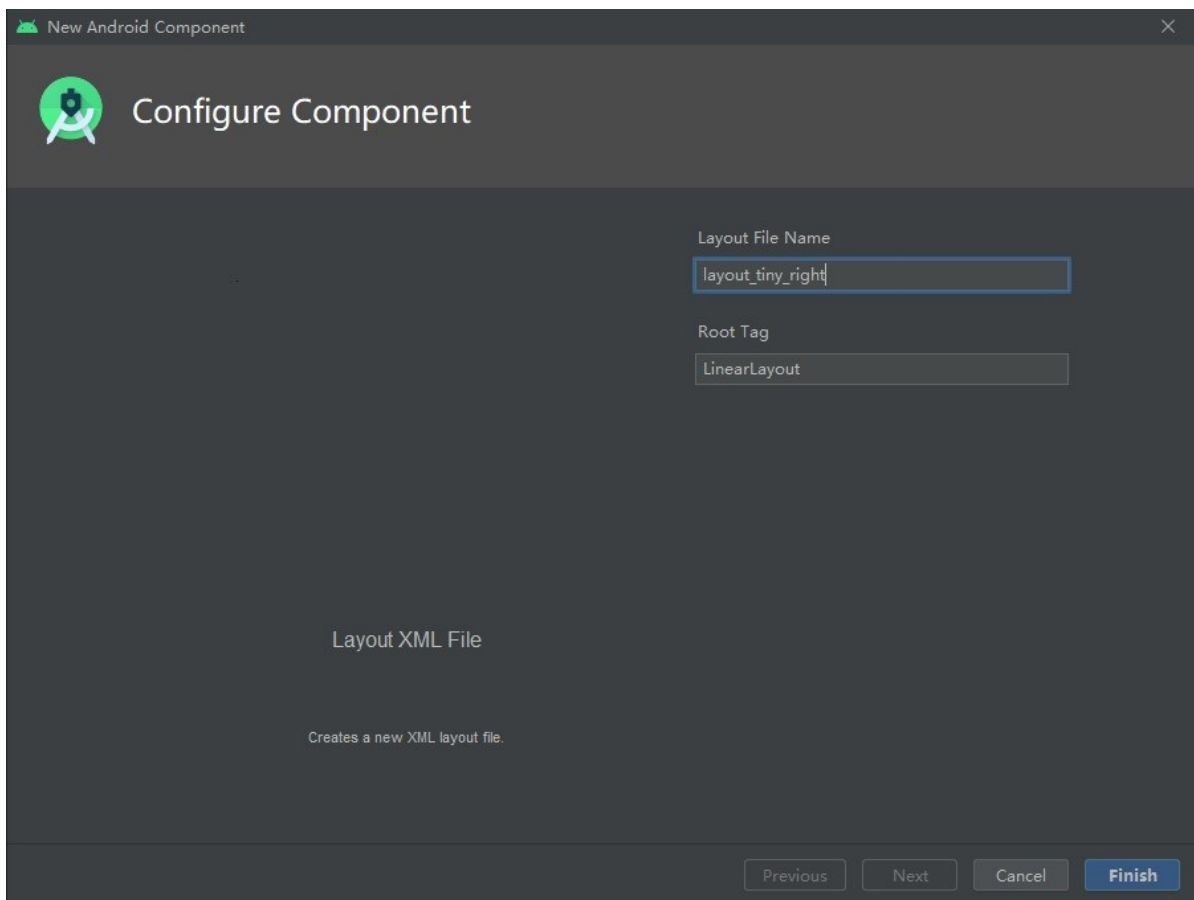 New Android Component
Configure Component
Layout File Name
layout_tiny_right
Root Tag
LinearLayout
Layout XML File
Creates a new XML layout file.
Previous
Next
Cancel
Finish